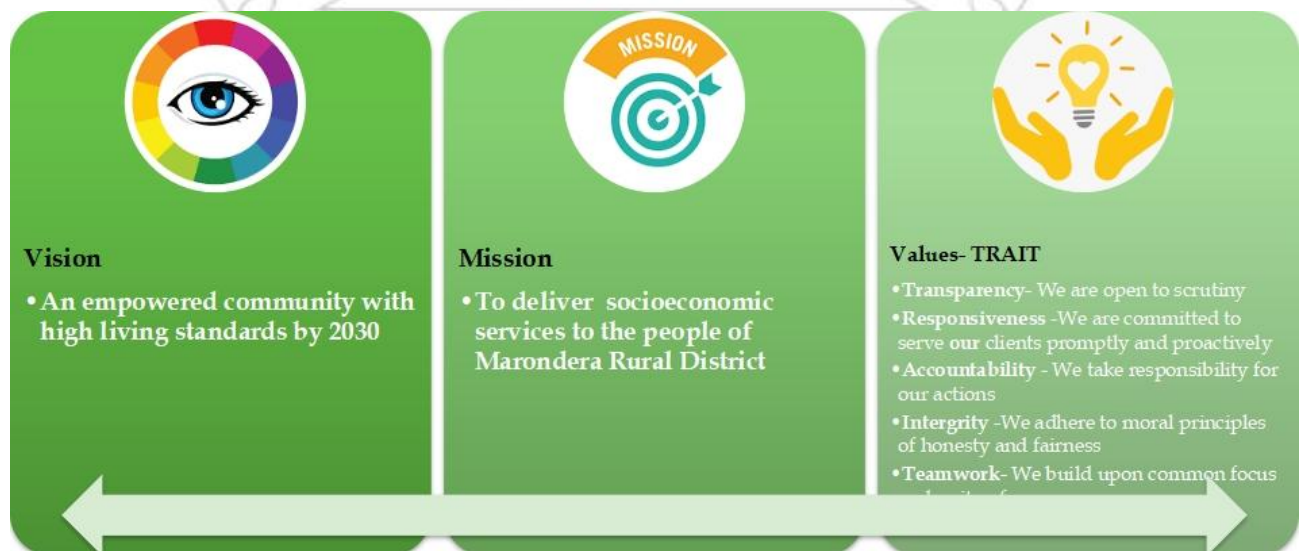 MISSION
Vision
•An empowered community with
high living standards by 2030
Mission
•To deliver socioeconomic
services to the people of
Marondera Rural District
Values- TRAIT
•Transparency- We are open to scrutiny
•Responsiveness -We are committed to
serve our clients promptly and proactively
•Accountability - We take responsibility for
our actions
•Intergrity -We adhere to moral principles
of honesty and fairness
•Teamwork- We build upon common focus